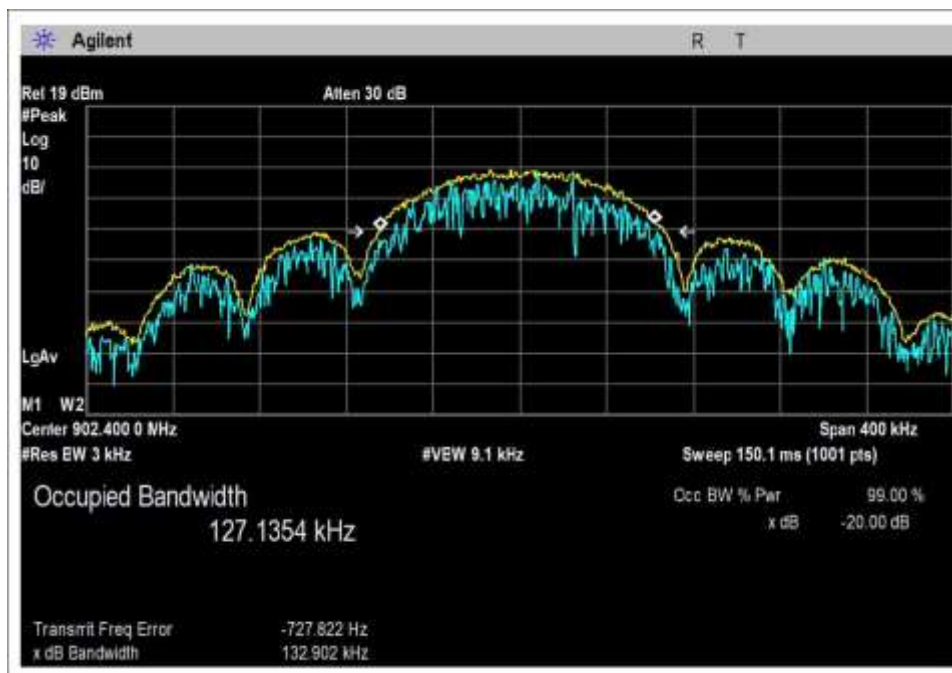 Agilent R T
Ref 19 dBm Atten 30 dB
#Peak
Log
10
dB/
LgAv
M1 W2
Center 902.400 0 MHz Span 400 kHz
#Res BW 3 kHz #VBW 9.1 kHz Sweep 150.1 ms (1001 pts)
Occupied Bandwidth Occ BW % Pwr 99.00 %
127.1354 kHz x dB -20.00 dB
Transmit Freq Error -727.822 Hz
x dB Bandwidth 132.902 kHz